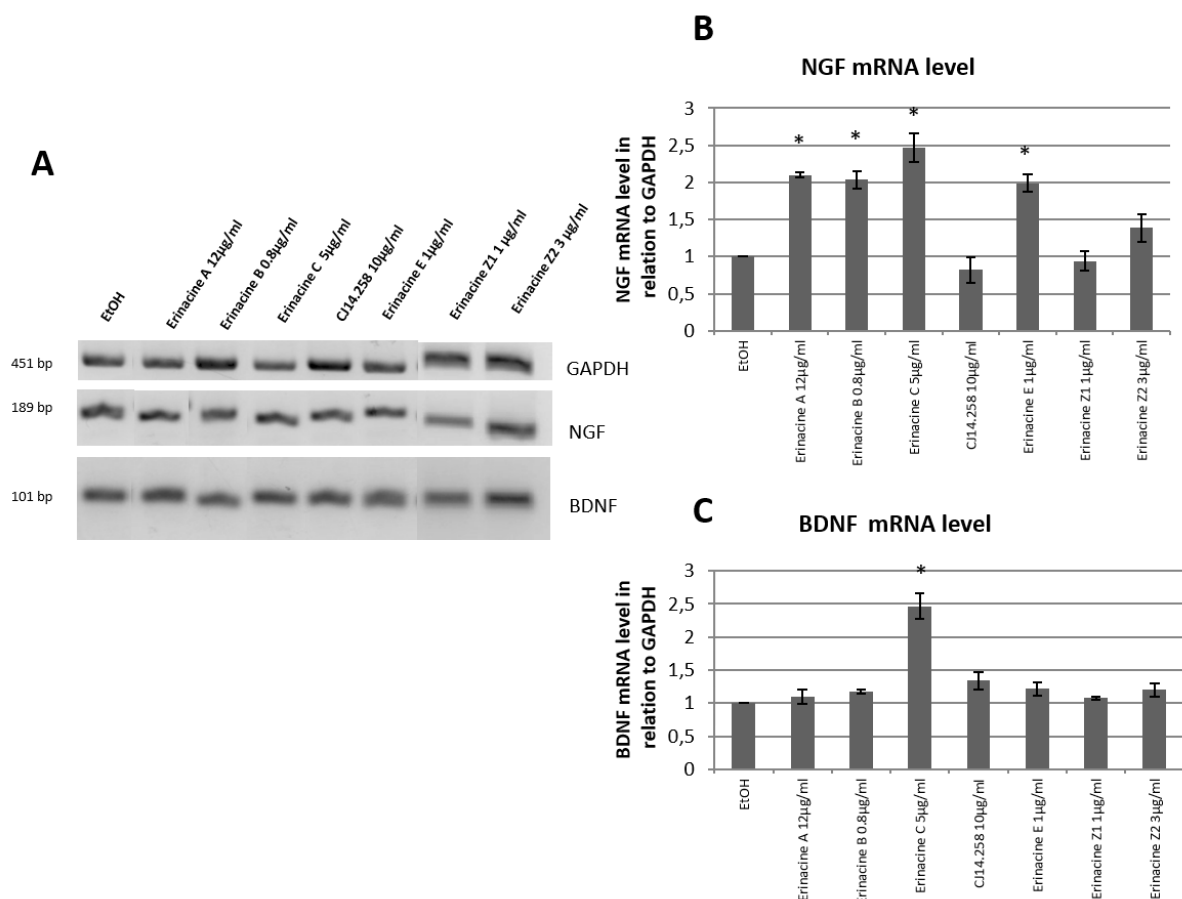 A
EtOH
Erinacine A 12µg/ml
Erinacine B 0.8µg/ml
Erinacine C 5µg/ml
CJ14.258 10µg/ml
Erinacine E 1µg/ml
Erinacine Z1 1 µg/ml
Erinacine Z2 3 µg/ml
451 bp
GAPDH
189 bp
NGF
101 bp
BDNF
B
NGF mRNA level
NGF mRNA level in
relation to GAPDH
3
2,5
2
1,5
1
0,5
0
* * * *
EtOH
Erinacine A 12µg/ml
Erinacine B 0.8µg/ml
Erinacine C 5µg/ml
CJ14.258 10µg/ml
Erinacine E 1µg/ml
Erinacine Z1 1µg/ml
Erinacine Z2 3µg/ml
C
BDNF mRNA level
BDNF mRNA level in
relation to GAPDH
3
2,5
2
1,5
1
0,5
0
*
EtOH
Erinacine A 12µg/ml
Erinacine B 0.8µg/ml
Erinacine C 5µg/ml
CJ14.258 10µg/ml
Erinacine E 1µg/ml
Erinacine Z1 1µg/ml
Erinacine Z2 3µg/ml